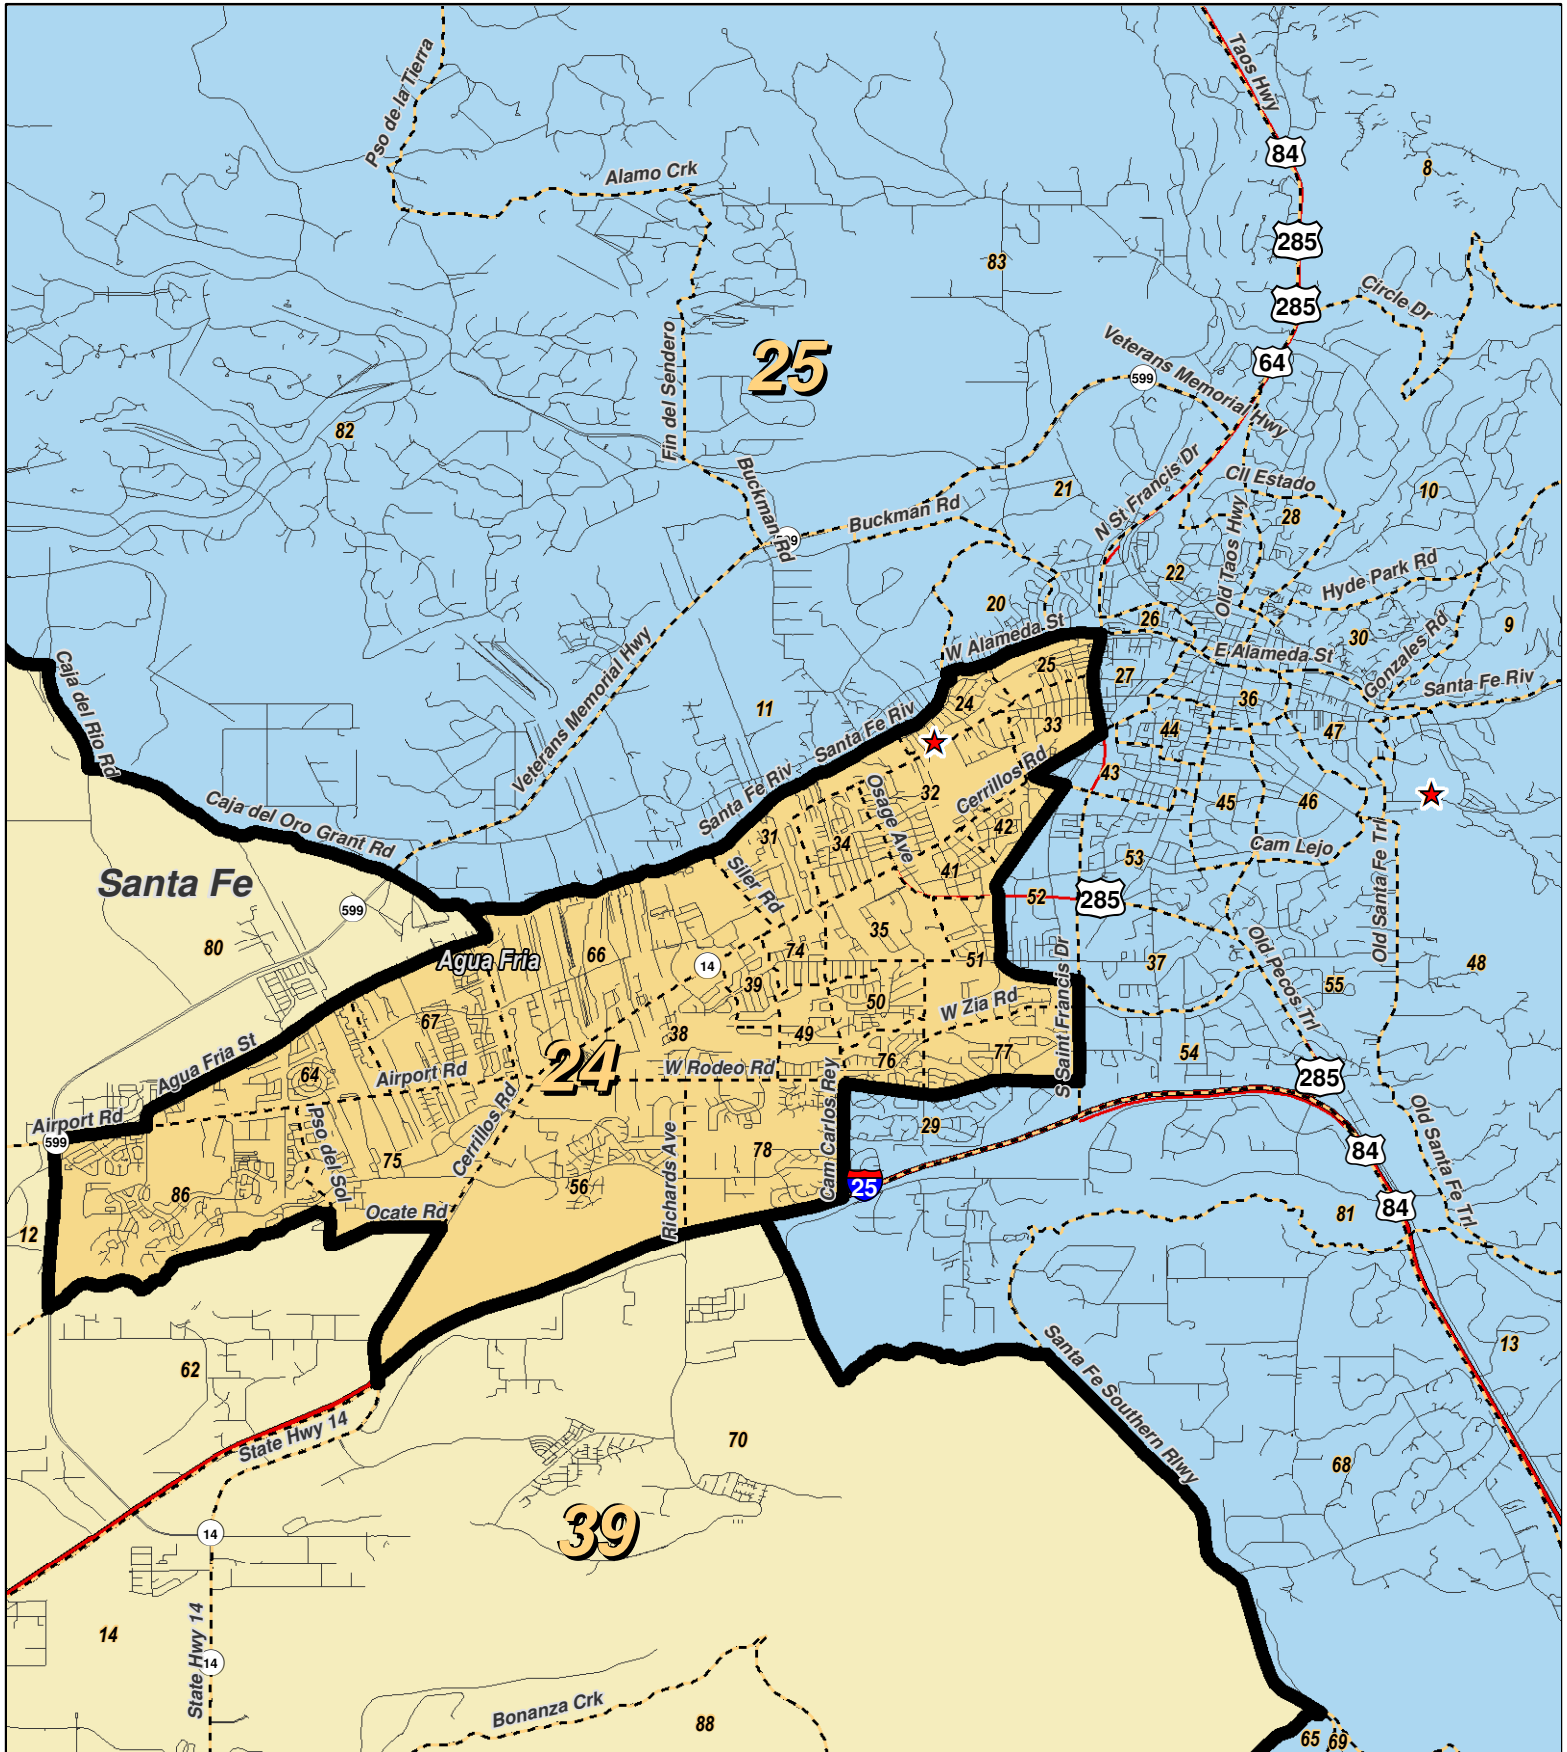 Taos Hwy
Pso de la Tierra
84
8
Alamo Crk
285
83
Circle Dr
285
Fin del Sendero
25
Veterans Memorial Hwy
599
64
82
Buckman Rd
N St Francis Dr
Cll Estado
21
10
Buckman Rd
28
Old Taos Hwy
22
Hyde Park Rd
20
26
W Alameda St
30
9
E Alameda St
Gonzales Rd
Caja del Rio Rd
25
27
Santa Fe Riv
36
Veterans Memorial Hwy
11
24
33
44
47
Santa Fe Riv
Santa Fe Riv
43
32
Cerrillos Rd
Osage Ave
45
46
Caja del Oro Grant Rd
31
34
42
Cam Lejo
53
Siler Rd
41
Santa Fe
52
285
599
Old Santa Fe Trl
80
66
35
Agua Fria
14
74
51
37
Old Pecos Trl
48
39
50
W Zia Rd
55
67
38
49
S Saint Francis Dr
Agua Fria St
64
Airport Rd
24
W Rodeo Rd
76
77
54
285
Airport Rd
599
Cerrillos Rd
Cam Carlos Rey
29
Old Santa Fe Trl
Pso del Sol
75
Richards Ave
78
84
86
56
25
84
81
Ocate Rd
12
13
62
Santa Fe Southern Rlwy
State Hwy 14
70
68
39
14
14
State Hwy 14
14
Bonanza Crk
88
65
69